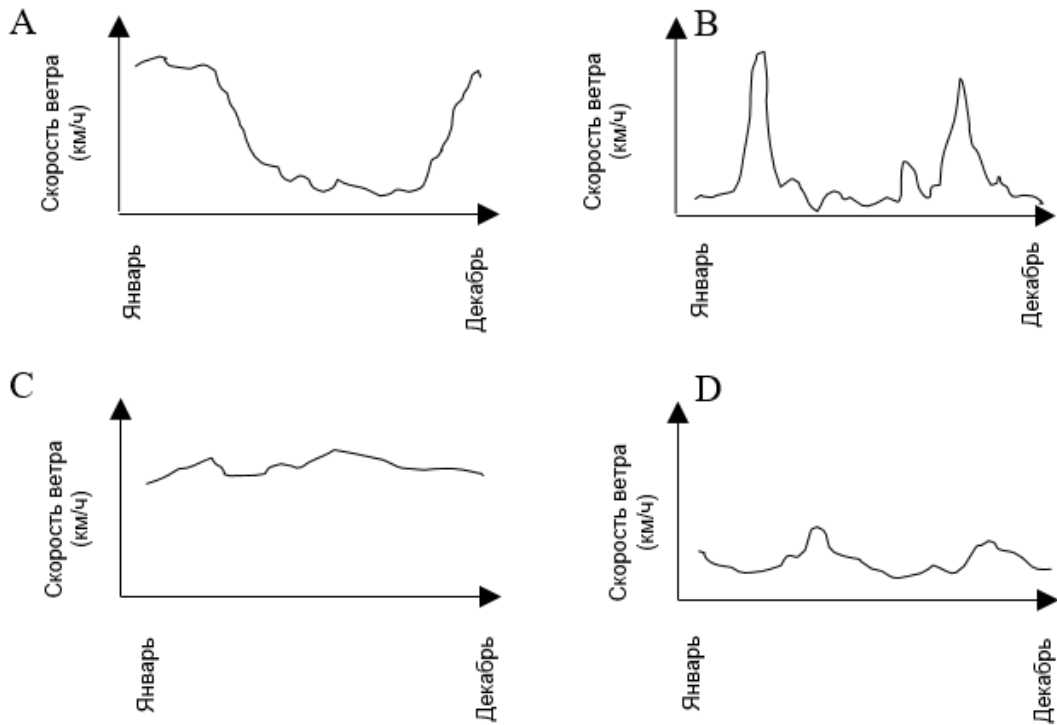 A
Скорость ветра
(км/ч)
Январь
Декабрь
B
Скорость ветра
(км/ч)
Январь
Декабрь
C
Скорость ветра
(км/ч)
Январь
Декабрь
D
Скорость ветра
(км/ч)
Январь
Декабрь